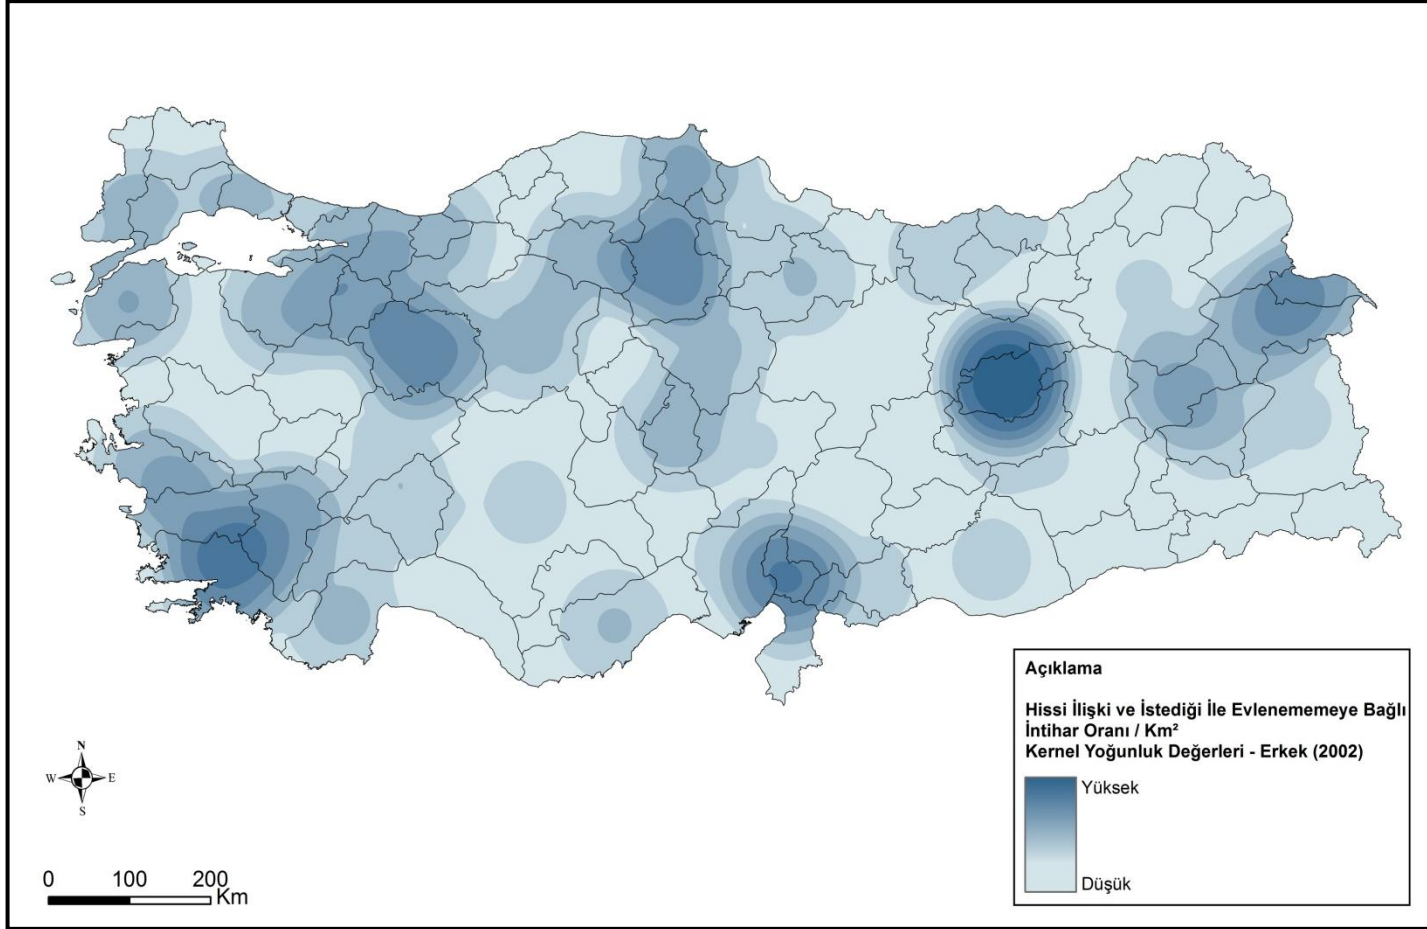 Açıklama
Hissi İlişki ve İstediği İle Evlenememeye Bağlı
İntihar Oranı / Km²
Kernel Yoğunluk Değerleri - Erkek (2002)
Yüksek
Düşük
N
W E
S
0 100 200
Km